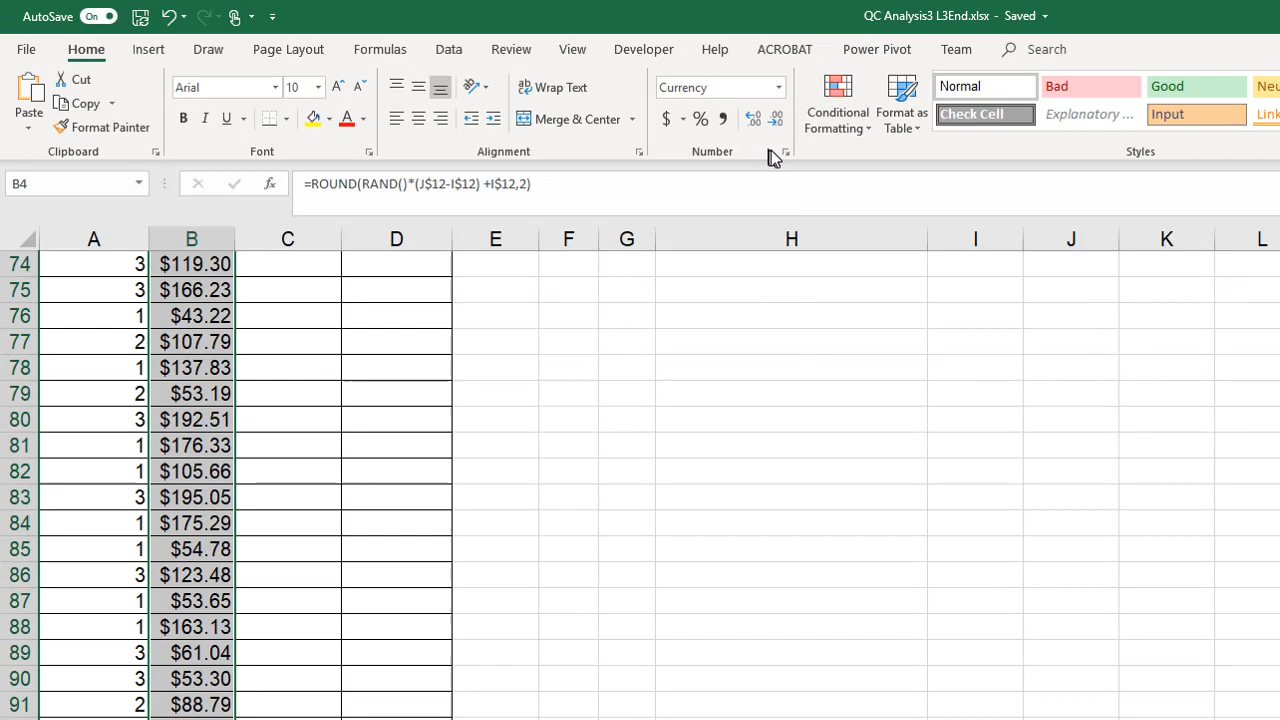 AutoSave On QC Analysis3 L3End.xlsx - Saved
File Home Insert Draw Page Layout Formulas Data Review View Developer Help ACROBAT Power Pivot Team Search
Paste
Cut
Copy
Format Painter
Clipboard
Arial 10
B I U A
Font
ab Wrap Text
Merge & Center
Alignment
Currency
$ % ,
Number
Conditional Formatting
Format as Table
Normal Bad Good Neu
Check Cell Explanatory ... Input Link
Styles
B4 fx =ROUND(RAND()*(J$12-I$12) +I$12,2)
A B C D E F G H I J K L
74 3 $119.30
75 3 $166.23
76 1 $43.22
77 2 $107.79
78 1 $137.83
79 2 $53.19
80 3 $192.51
81 1 $176.33
82 1 $105.66
83 3 $195.05
84 1 $175.29
85 1 $54.78
86 3 $123.48
87 1 $53.65
88 1 $163.13
89 3 $61.04
90 3 $53.30
91 2 $88.79